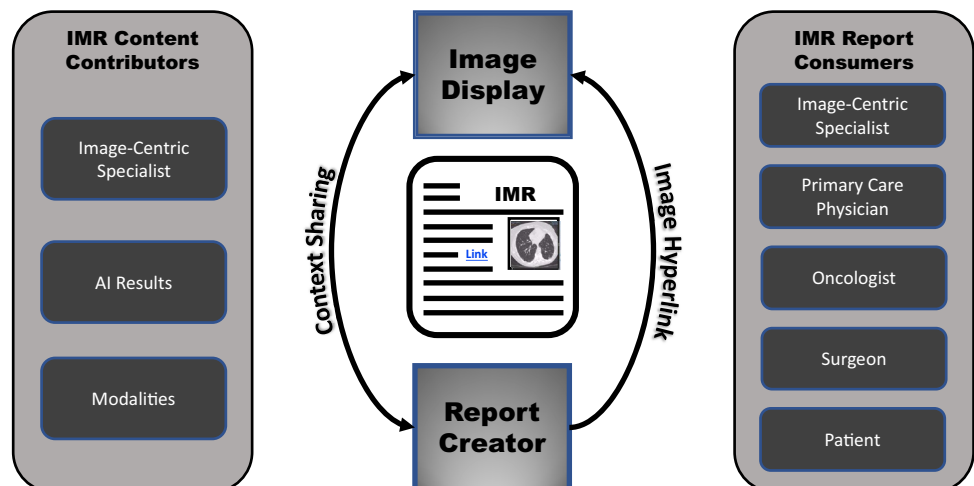 IMR Content
Contributors
Image-Centric
Specialist
AI Results
Modalities
Image
Display
Context Sharing
IMR
Link
Image Hyperlink
Report
Creator
IMR Report
Consumers
Image-Centric
Specialist
Primary Care
Physician
Oncologist
Surgeon
Patient